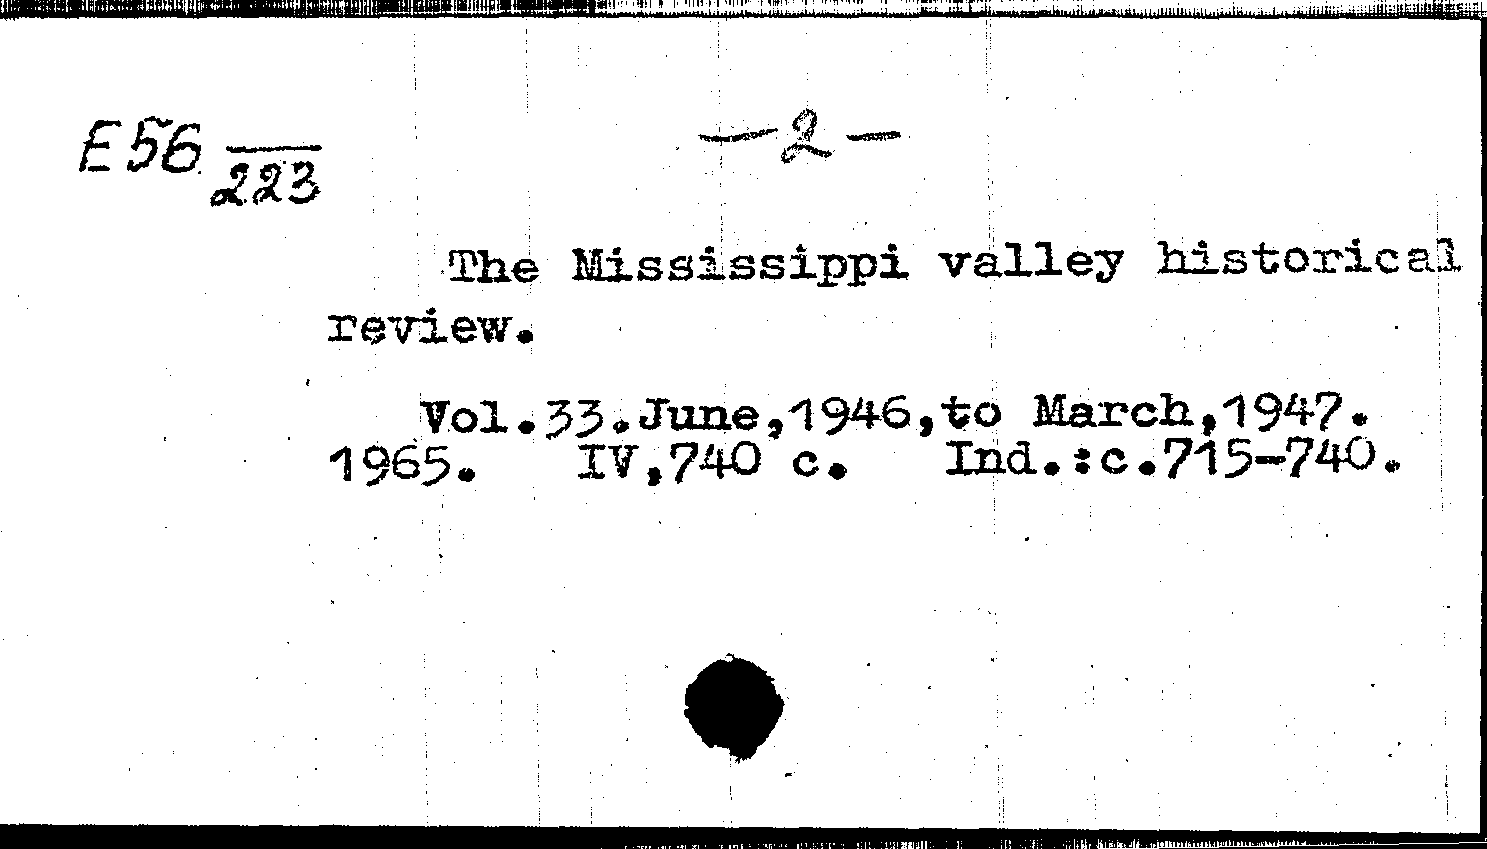 E56 — 2 —
223
The Mississippi valley historical
review.
Vol.33.June,1946,to March,1947.
1965. IV,740 c. Ind.:c.715-740.